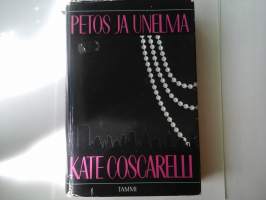 PETOS JA UNELMA
KATE COSCARELLI
TAMMI